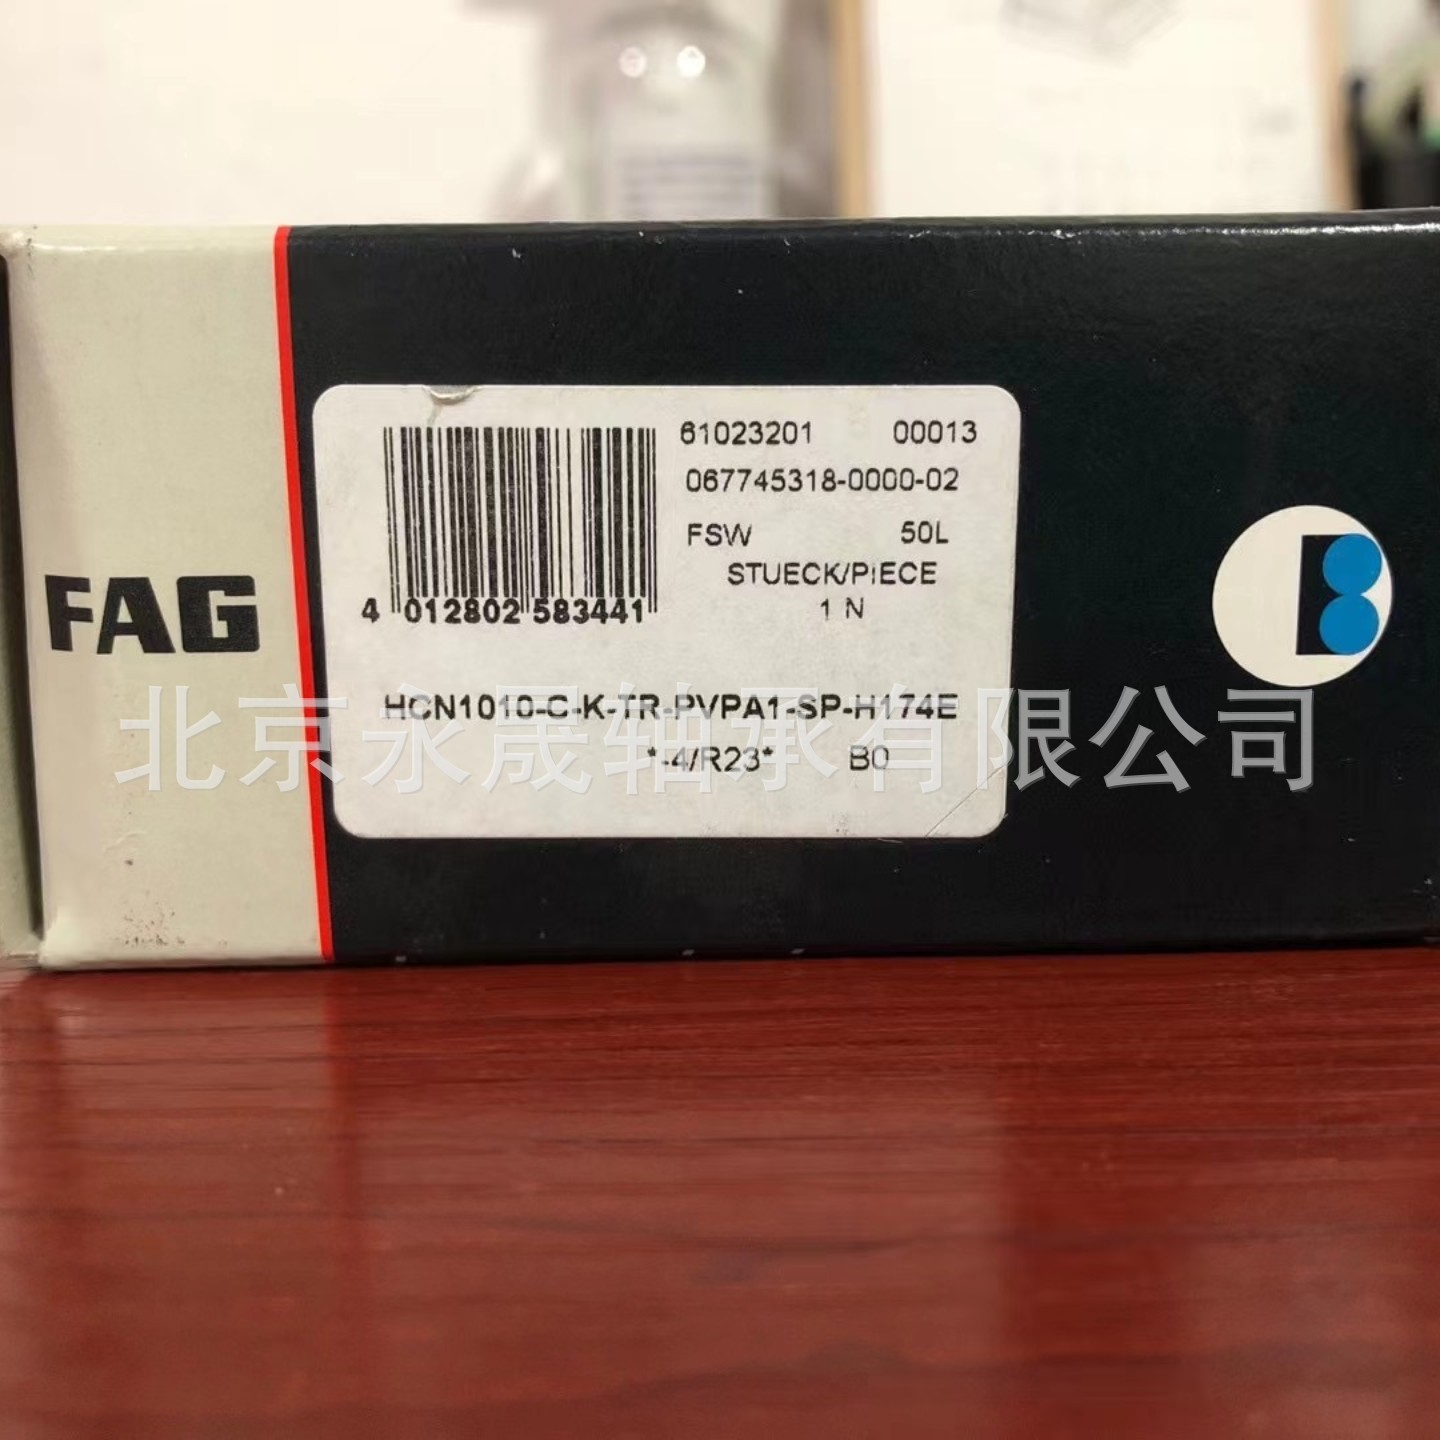 FAG
61023201 00013
067745318-0000-02
FSW 50L
STUECK/PIECE
1 N
4 012802 583441
HCN1010-C-K-TR-PVPA1-SP-H174E
*-4/R23* B0
北京永晟轴承有限公司